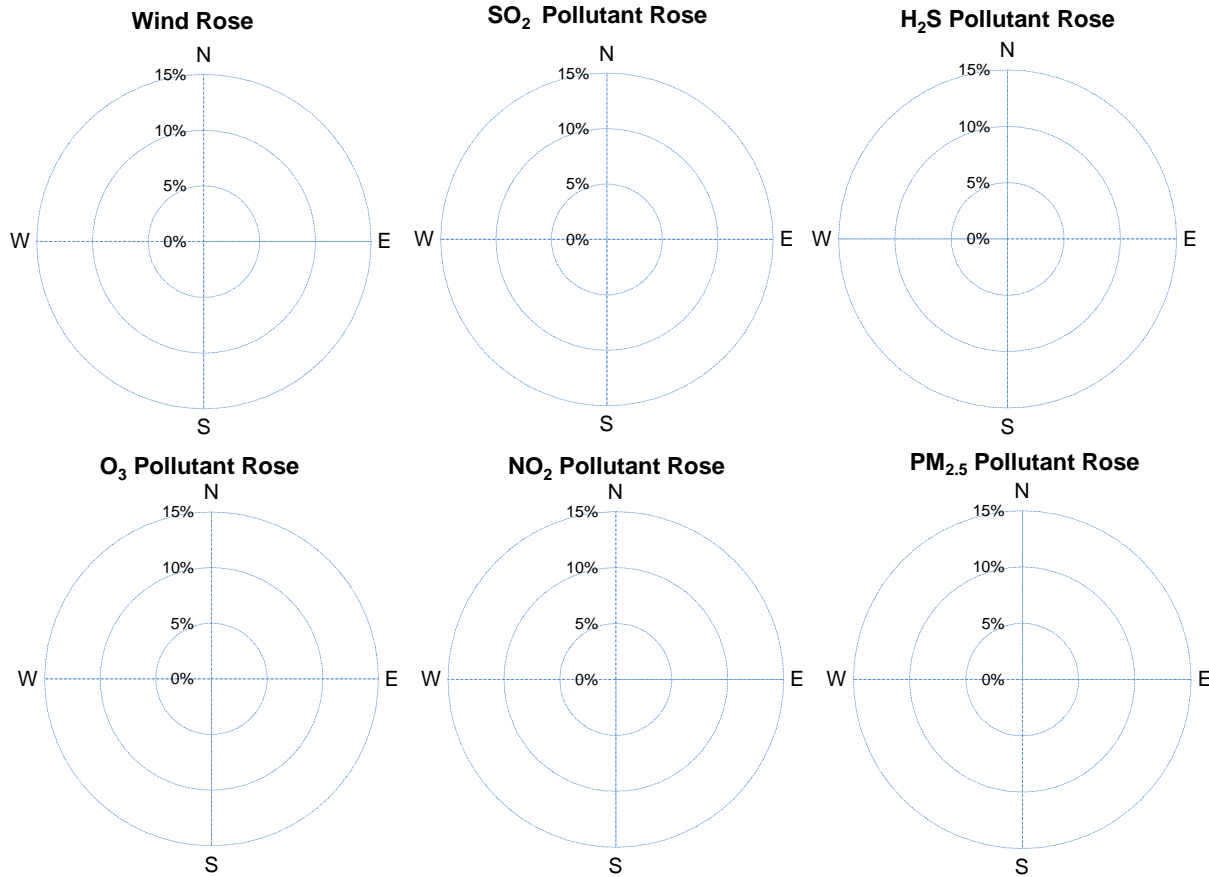 Wind Rose
N
15%
10%
5%
W 0% E
S
SO₂ Pollutant Rose
N
15%
10%
5%
W 0% E
S
H₂S Pollutant Rose
N
15%
10%
5%
W 0% E
S
O₃ Pollutant Rose
N
15%
10%
5%
W 0% E
S
NO₂ Pollutant Rose
N
15%
10%
5%
W 0% E
S
PM₂.₅ Pollutant Rose
N
15%
10%
5%
W 0% E
S